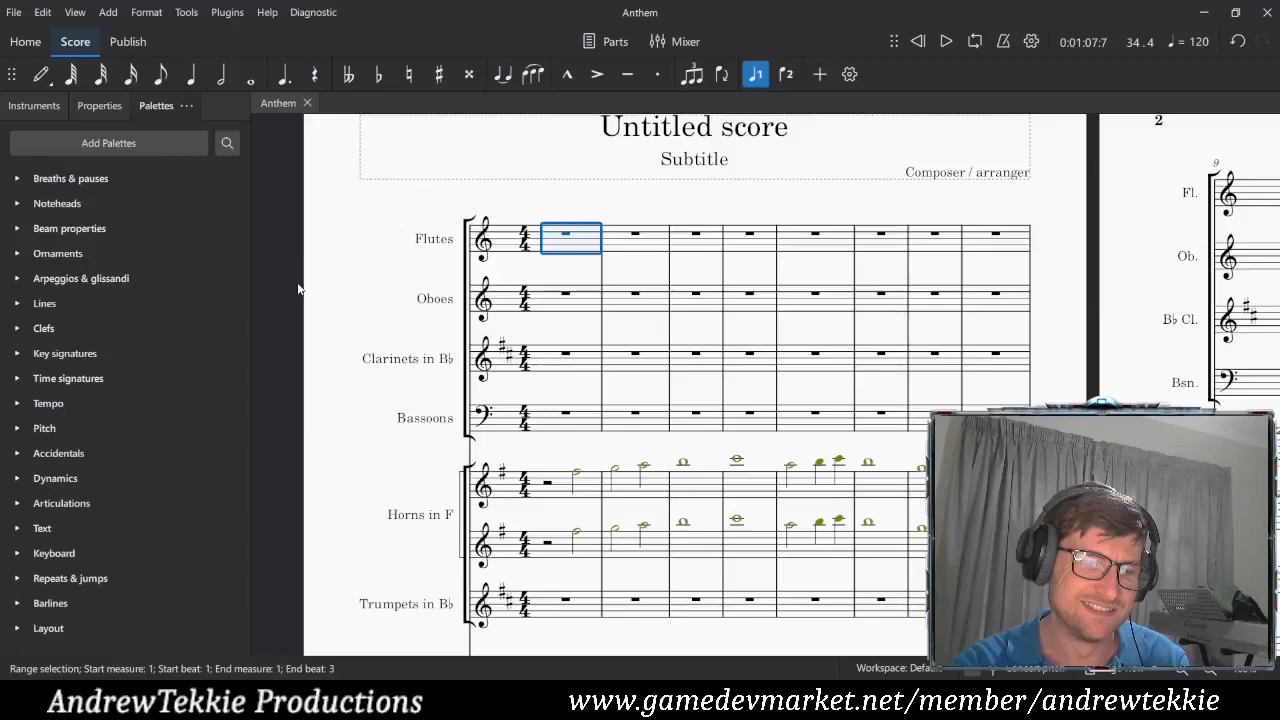 File Edit View Add Format Tools Plugins Help Diagnostic Anthem
Home Score Publish Parts Mixer 0:01:07:7 34 . 4 = 120
3 1 2
Instruments Properties Palettes Anthem
Add Palettes
Breaths & pauses
Noteheads
Beam properties
Ornaments
Arpeggios & glissandi
Lines
Clefs
Key signatures
Time signatures
Tempo
Pitch
Accidentals
Dynamics
Articulations
Text
Keyboard
Repeats & jumps
Barlines
Layout
Untitled score
Subtitle
Composer / arranger
Flutes
Oboes
Clarinets in B♭
Bassoons
Horns in F
Trumpets in B♭
2
9
Fl.
Ob.
B♭ Cl.
Bsn.
Range selection; Start measure: 1; Start beat: 1; End measure: 1; End beat: 3
Workspace:
AndrewTekkie Productions www.gamedevmarket.net/member/andrewtekkie